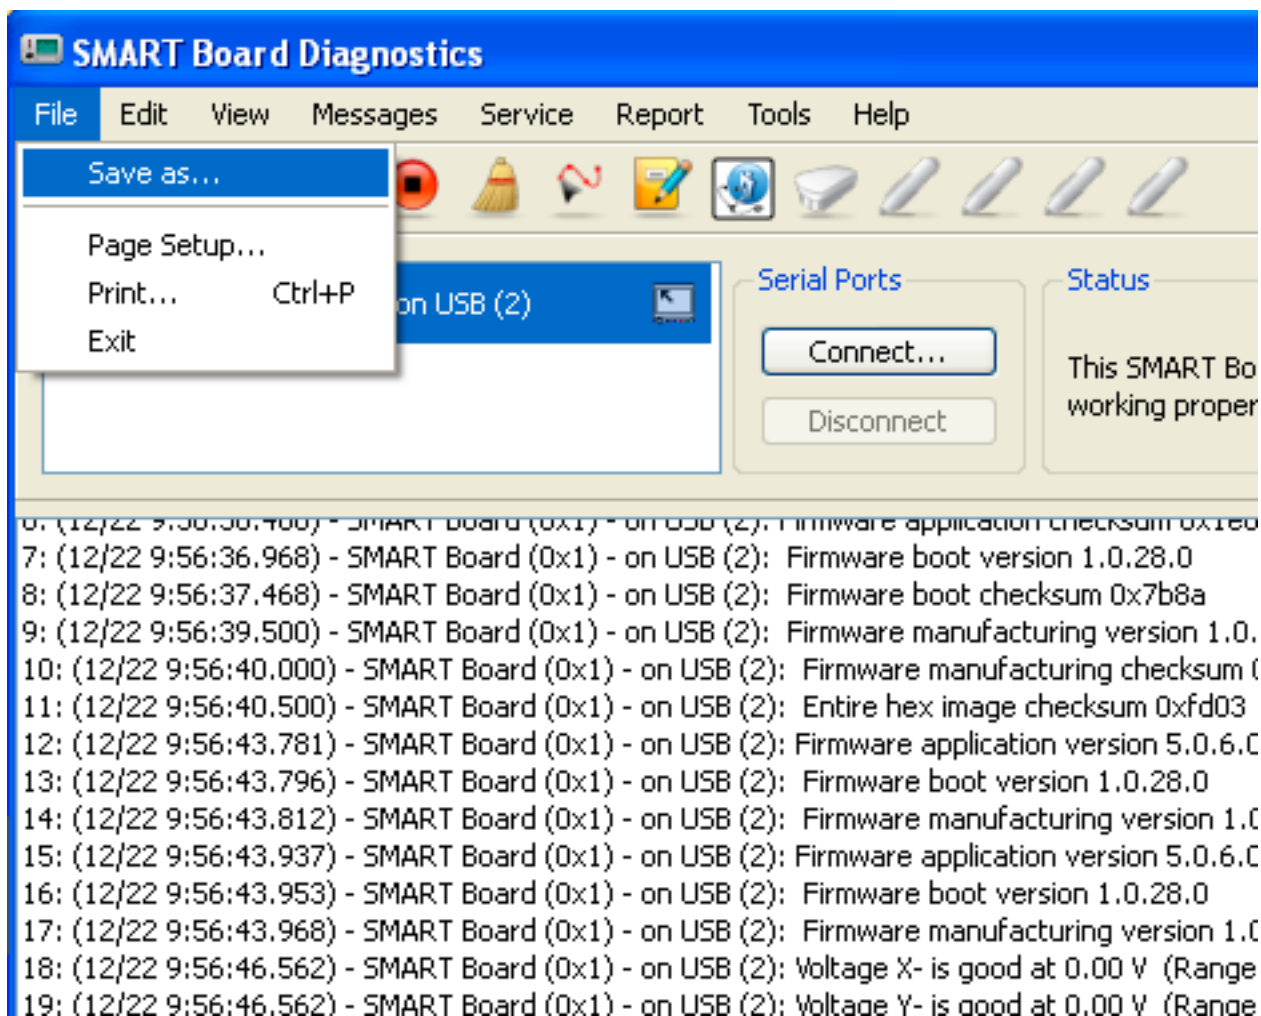 SMART Board Diagnostics
File Edit View Messages Service Report Tools Help
Save as...
Page Setup...
Print... Ctrl+P
Exit
on USB (2)
Serial Ports
Connect...
Disconnect
Status
This SMART Bo
working proper
7: (12/22 9:56:36.968) - SMART Board (0x1) - on USB (2): Firmware boot version 1.0.28.0
8: (12/22 9:56:37.468) - SMART Board (0x1) - on USB (2): Firmware boot checksum 0x7b8a
9: (12/22 9:56:39.500) - SMART Board (0x1) - on USB (2): Firmware manufacturing version 1.0.
10: (12/22 9:56:40.000) - SMART Board (0x1) - on USB (2): Firmware manufacturing checksum
11: (12/22 9:56:40.500) - SMART Board (0x1) - on USB (2): Entire hex image checksum 0xfd03
12: (12/22 9:56:43.781) - SMART Board (0x1) - on USB (2): Firmware application version 5.0.6.0
13: (12/22 9:56:43.796) - SMART Board (0x1) - on USB (2): Firmware boot version 1.0.28.0
14: (12/22 9:56:43.812) - SMART Board (0x1) - on USB (2): Firmware manufacturing version 1.0
15: (12/22 9:56:43.937) - SMART Board (0x1) - on USB (2): Firmware application version 5.0.6.0
16: (12/22 9:56:43.953) - SMART Board (0x1) - on USB (2): Firmware boot version 1.0.28.0
17: (12/22 9:56:43.968) - SMART Board (0x1) - on USB (2): Firmware manufacturing version 1.0
18: (12/22 9:56:46.562) - SMART Board (0x1) - on USB (2): Voltage X- is good at 0.00 V (Range
19: (12/22 9:56:46.562) - SMART Board (0x1) - on USB (2): Voltage Y- is good at 0.00 V (Range